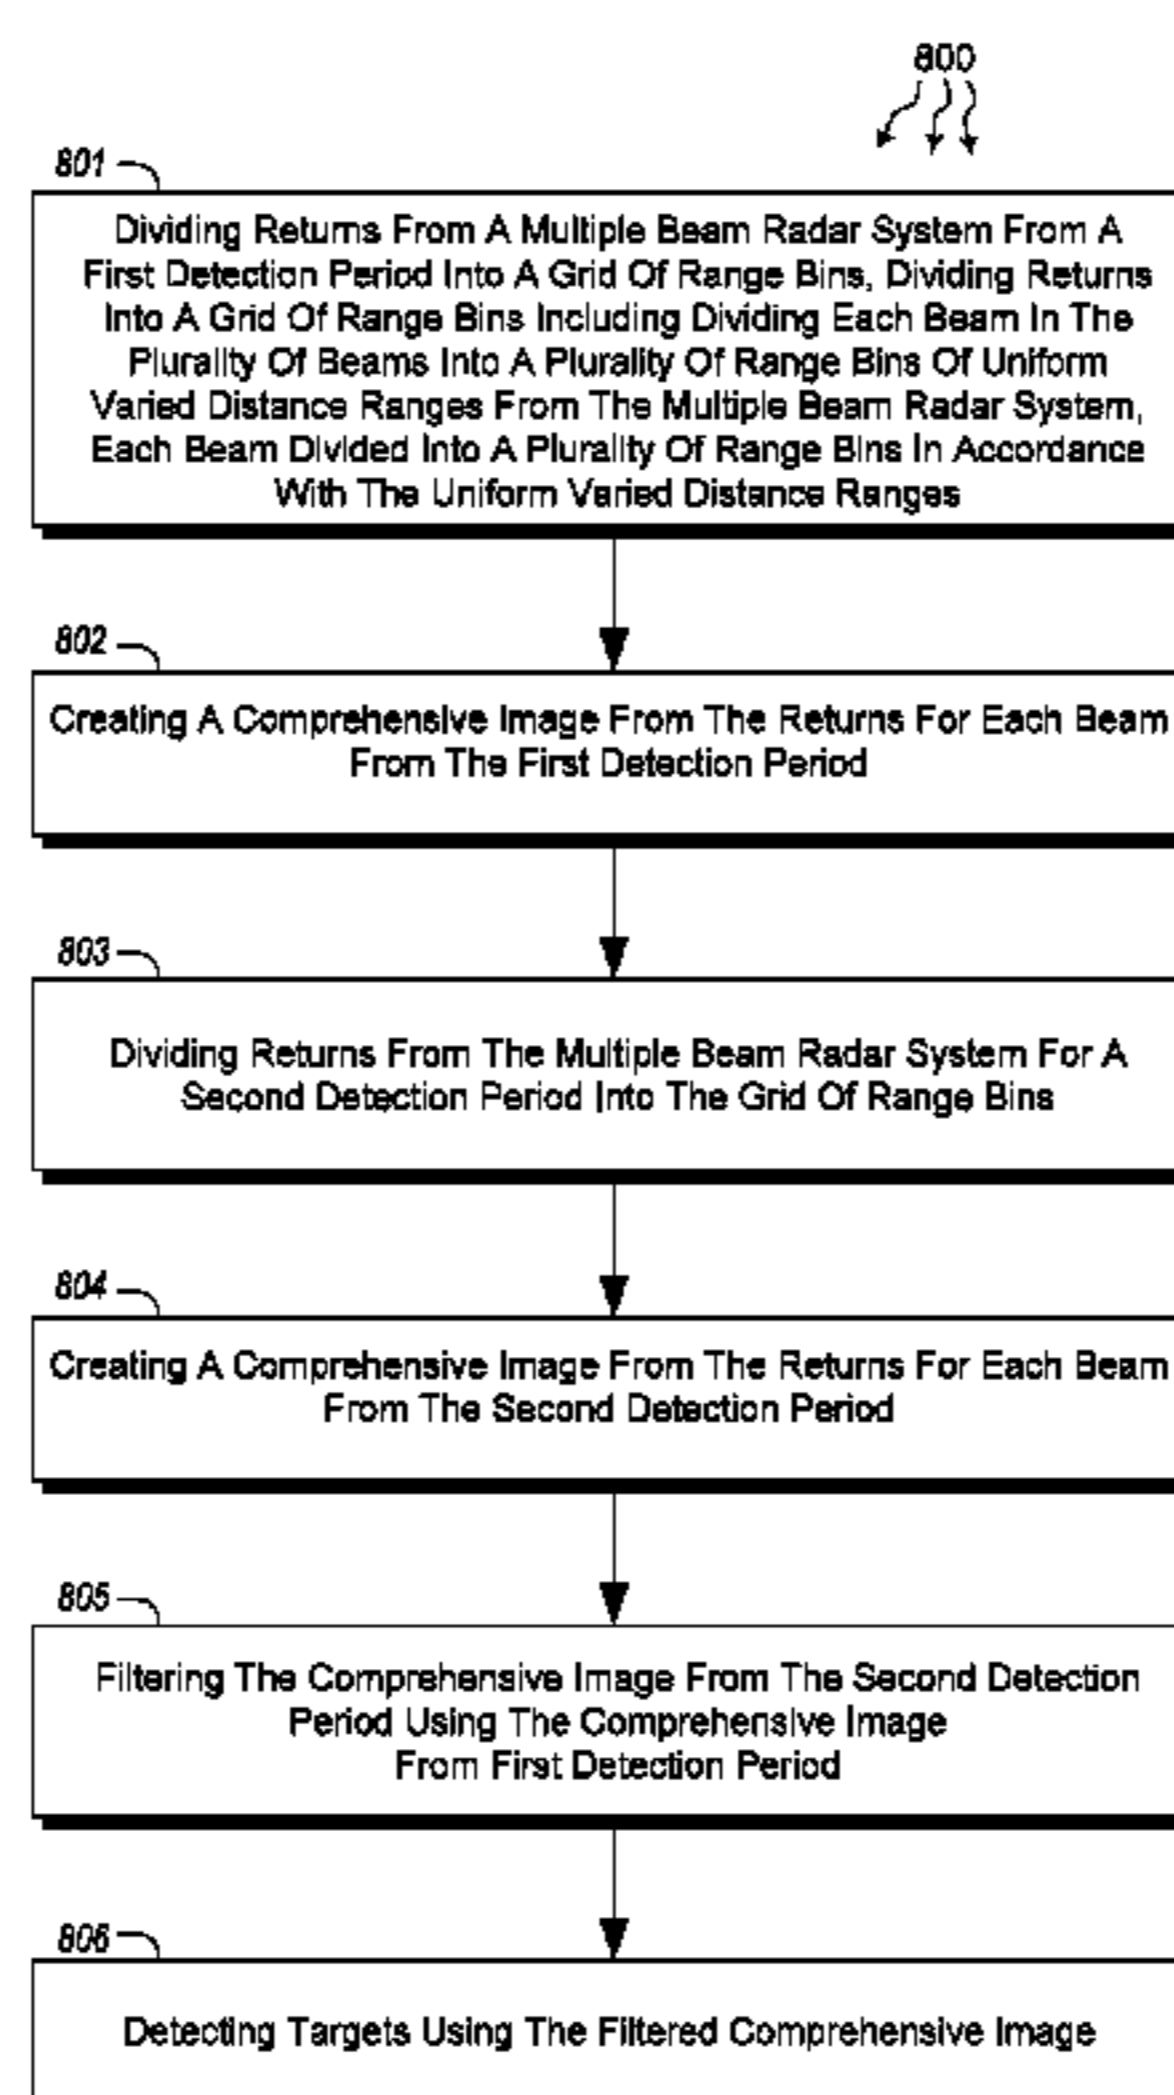 800
801
Dividing Returns From A Multiple Beam Radar System From A
First Detection Period Into A Grid Of Range Bins, Dividing Returns
Into A Grid Of Range Bins Including Dividing Each Beam In The
Plurality Of Beams Into A Plurality Of Range Bins Of Uniform
Varied Distance Ranges From The Multiple Beam Radar System,
Each Beam Divided Into A Plurality Of Range Bins In Accordance
With The Uniform Varied Distance Ranges
802
Creating A Comprehensive Image From The Returns For Each Beam
From The First Detection Period
803
Dividing Returns From The Multiple Beam Radar System For A
Second Detection Period Into The Grid Of Range Bins
804
Creating A Comprehensive Image From The Returns For Each Beam
From The Second Detection Period
805
Filtering The Comprehensive Image From The Second Detection
Period Using The Comprehensive Image
From First Detection Period
806
Detecting Targets Using The Filtered Comprehensive Image